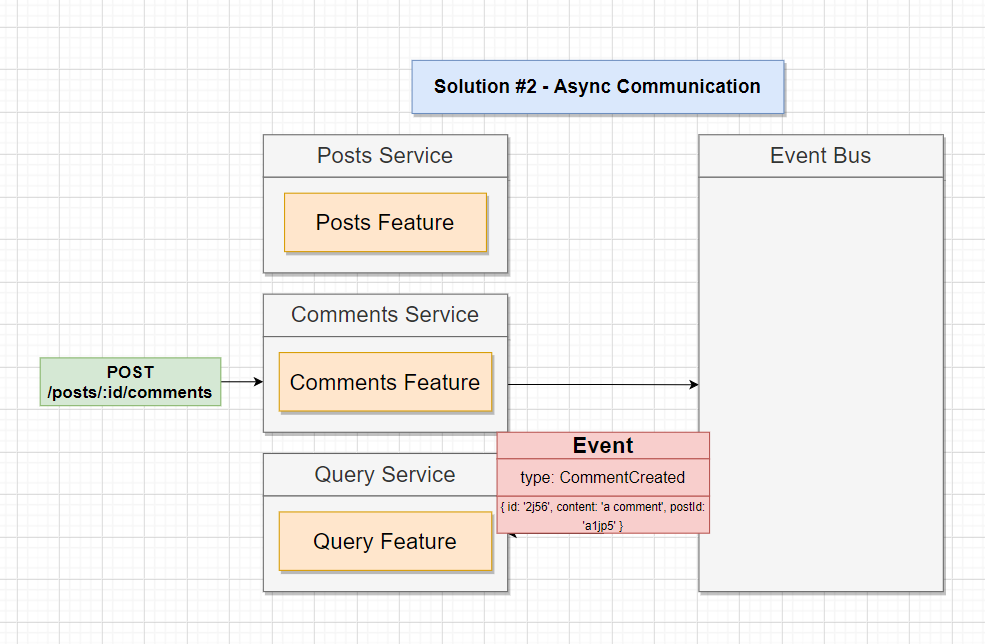 Solution #2 - Async Communication
Posts Service
Event Bus
Posts Feature
Comments Service
POST
/posts/:id/comments
Comments Feature
Event
Query Service
type: CommentCreated
{ id: '2j56', content: 'a comment', postId:
'a1jp5' }
Query Feature